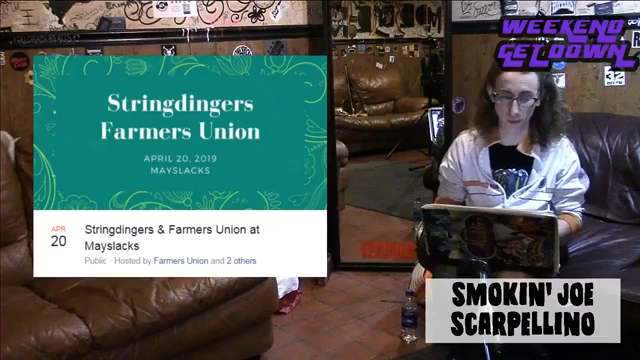 WEEKEND
GETDOWN
Stringdingers
Farmers Union
APRIL 20, 2019
MAYSLACKS
APR
20
Stringdingers & Farmers Union at
Mayslacks
Public · Hosted by Farmers Union and 2 others
32
SMOKIN' JOE
SCARPELLINO